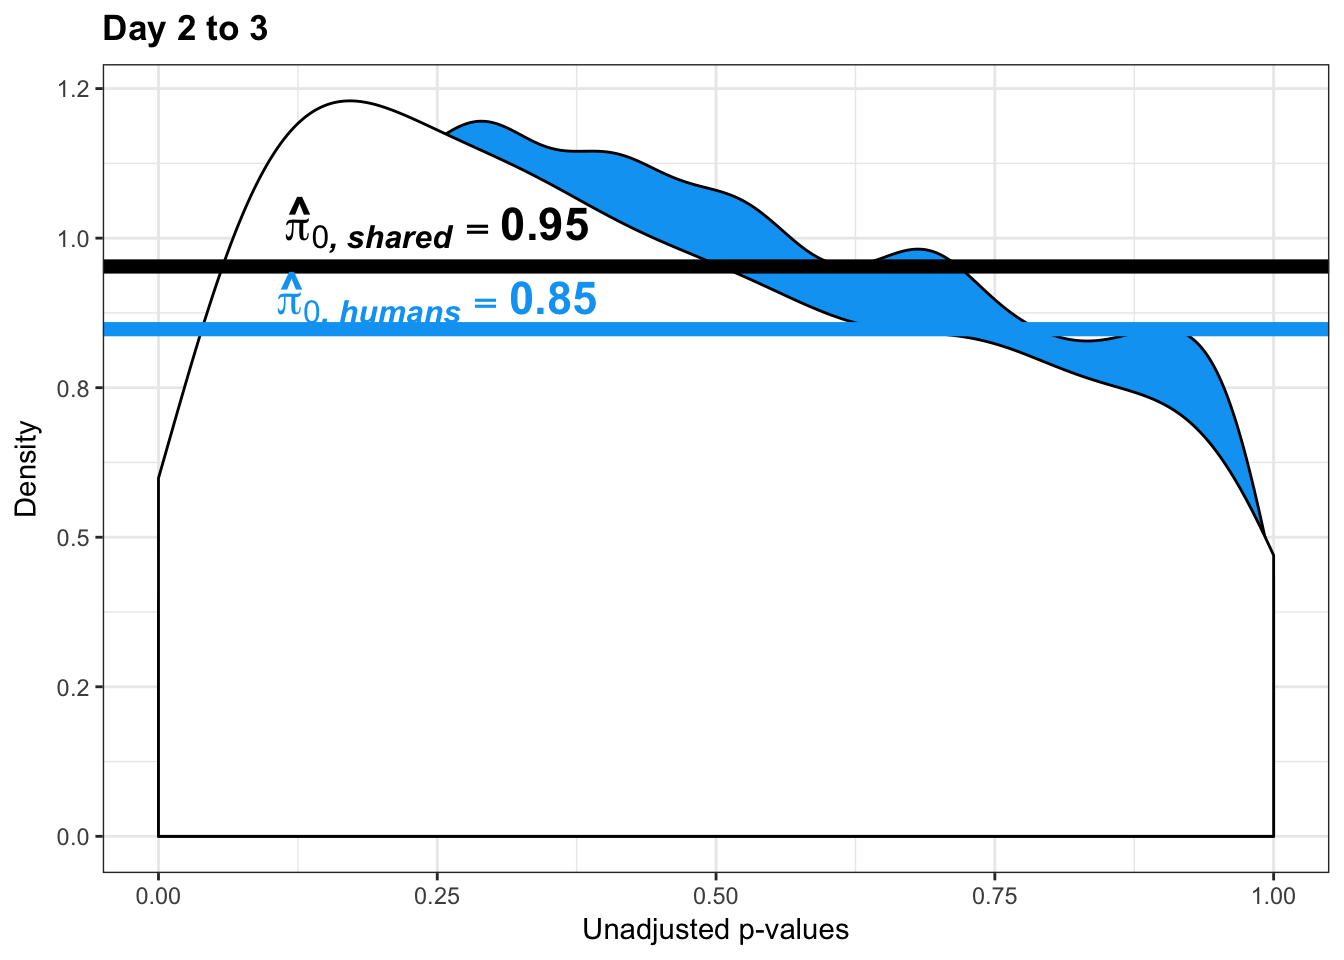 Day 2 to 3
1.2
1.0
0.8
0.5
0.2
0.0
Density
π̂0, shared = 0.95
π̂0, humans = 0.85
0.00 0.25 0.50 0.75 1.00
Unadjusted p-values